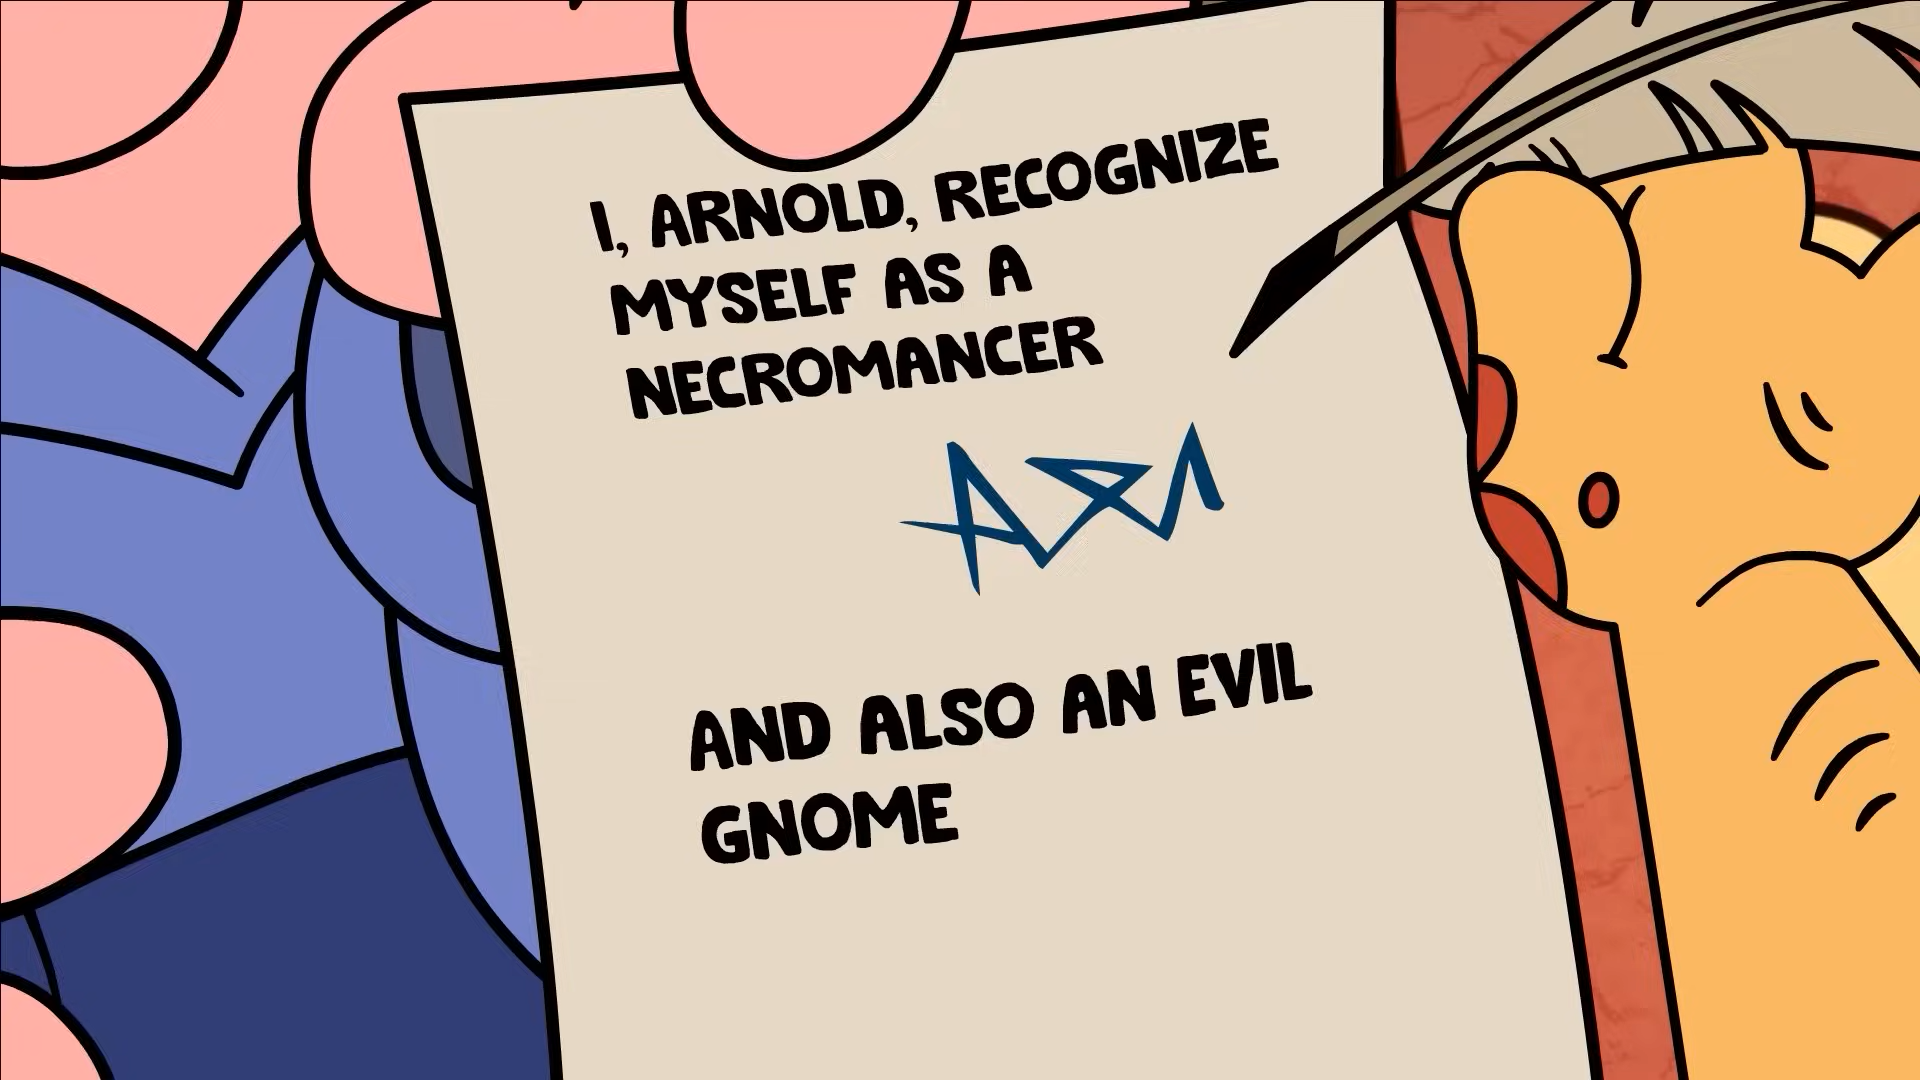 I, ARNOLD, RECOGNIZE
MYSELF AS A
NECROMANCER
AND ALSO AN EVIL
GNOME